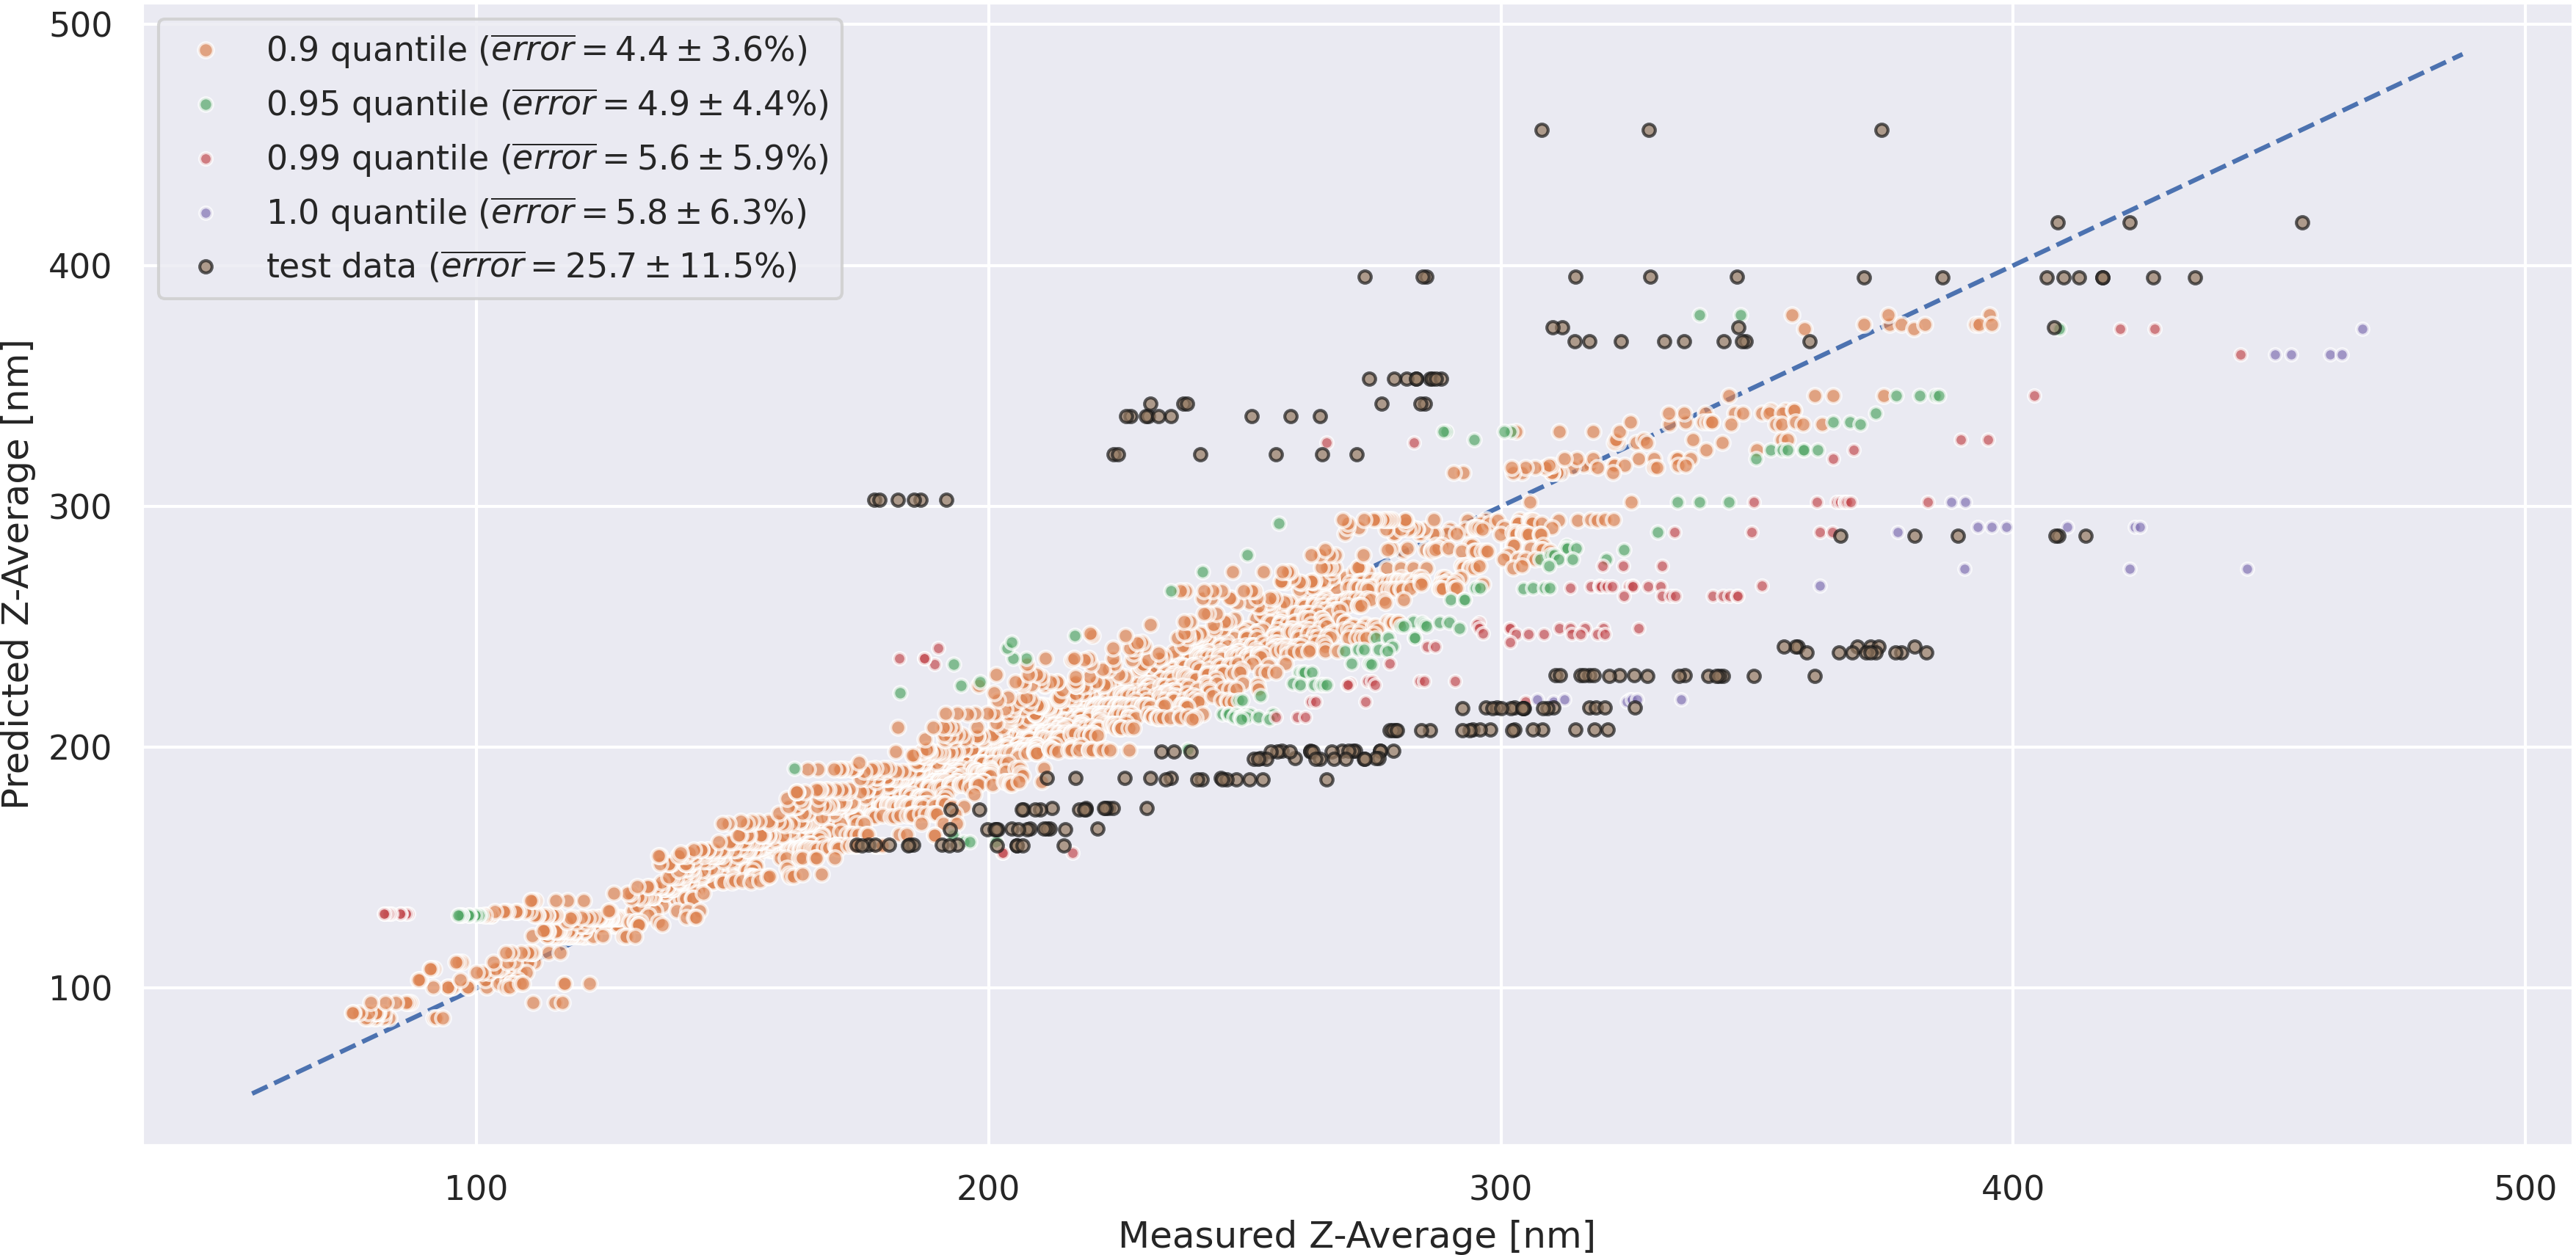 500
400
300
200
100
Predicted Z-Average [nm]
0.9 quantile (error = 4.4 ± 3.6%)
0.95 quantile (error = 4.9 ± 4.4%)
0.99 quantile (error = 5.6 ± 5.9%)
1.0 quantile (error = 5.8 ± 6.3%)
test data (error = 25.7 ± 11.5%)
100 200 300 400 500
Measured Z-Average [nm]